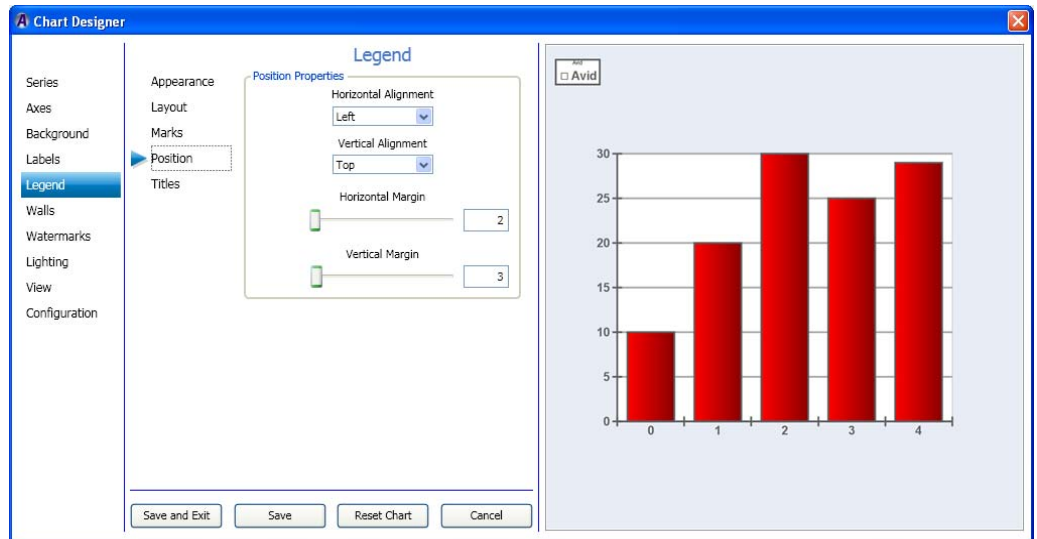 Chart Designer
Series
Axes
Background
Labels
Legend
Walls
Watermarks
Lighting
View
Configuration
Appearance
Layout
Marks
Position
Titles
Legend
Position Properties
Horizontal Alignment
Left
Vertical Alignment
Top
Horizontal Margin
2
Vertical Margin
3
Save and Exit
Save
Reset Chart
Cancel
Avid
30
25
20
15
10
5
0
0 1 2 3 4